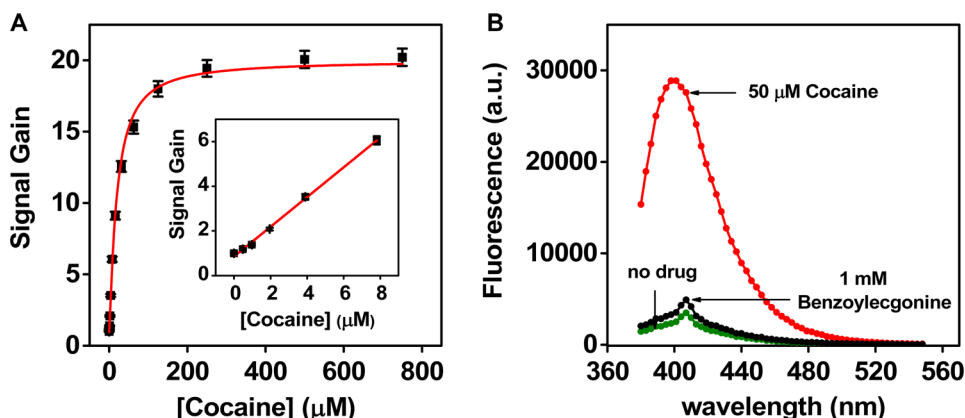 A
Signal Gain
20
15
10
5
0
0 200 400 600 800
[Cocaine] (μM)
Signal Gain
6
4
2
0
0 2 4 6 8
[Cocaine] (μM)
B
Fluorescence (a.u.)
30000
20000
10000
0
360 400 440 480 520 560
wavelength (nm)
50 μM Cocaine
no drug
1 mM
Benzoylecgonine